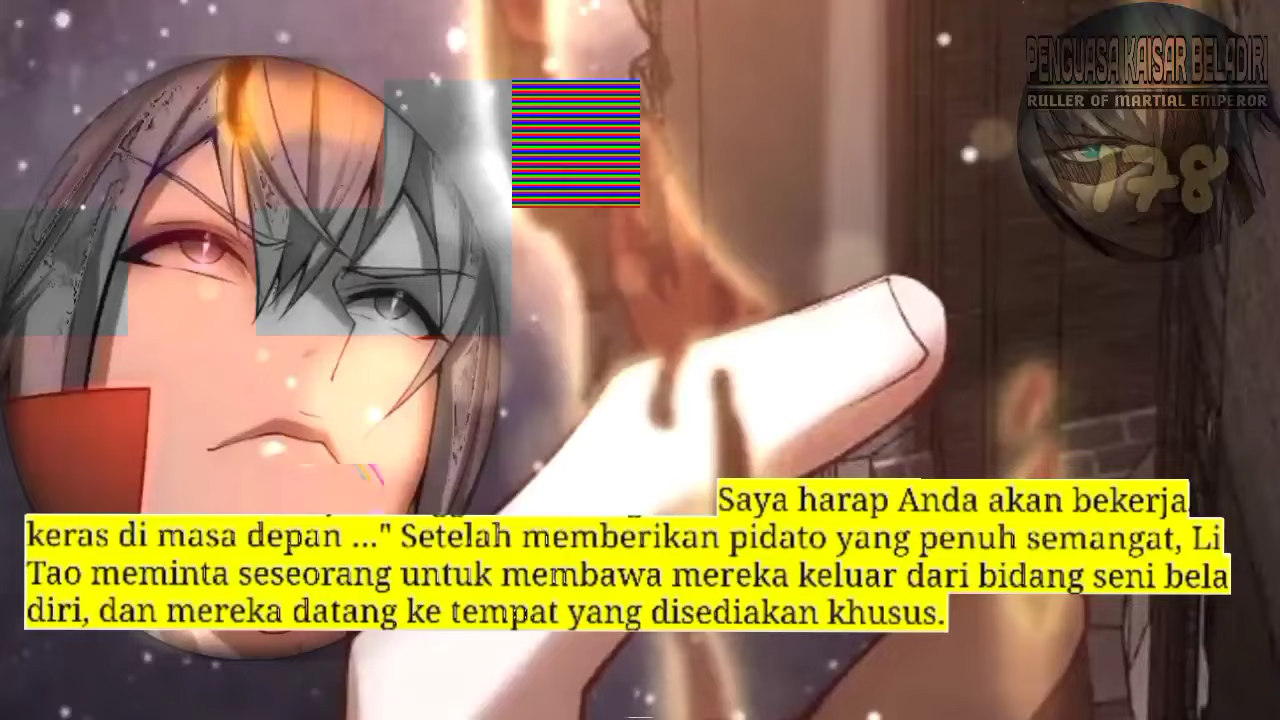 PENGUASA KAISAR BELADIRI
RULLER OF MARTIAL EMPEROR
178
Saya harap Anda akan bekerja
keras di masa depan ..." Setelah memberikan pidato yang penuh semangat, Li
Tao meminta seseorang untuk membawa mereka keluar dari bidang seni bela
diri, dan mereka datang ke tempat yang disediakan khusus.